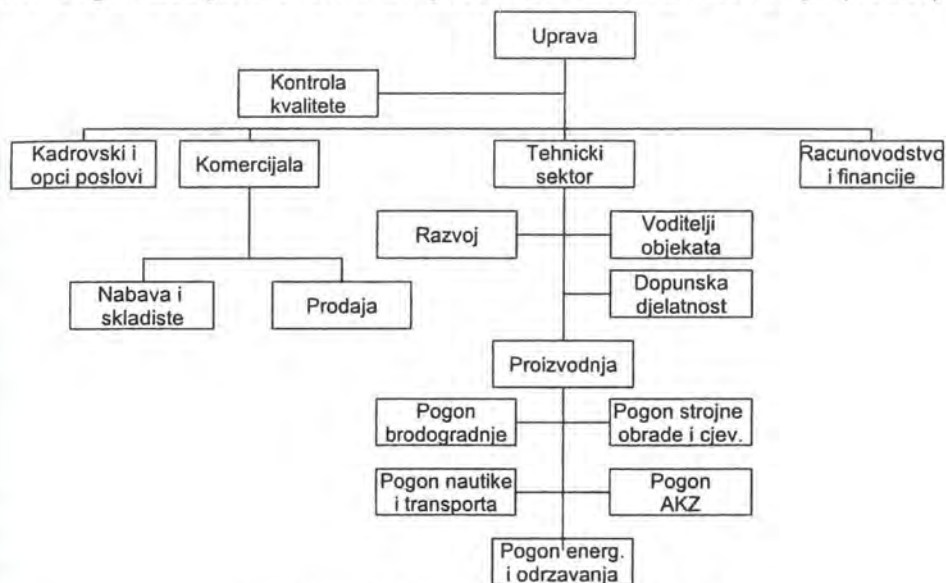 Uprava
Kontrola
kvalitete
Kadrovski i
opci poslovi
Komercijala
Tehnicki
sektor
Racunovodstvo
i financije
Razvoj
Voditelji
objekata
Nabava i
skladiste
Prodaja
Dopunska
djelatnost
Proizvodnja
Pogon
brodogradnje
Pogon strojne
obrade i cjev.
Pogon nautike
i transporta
Pogon
AKZ
Pogon energ.
i odrzavanja